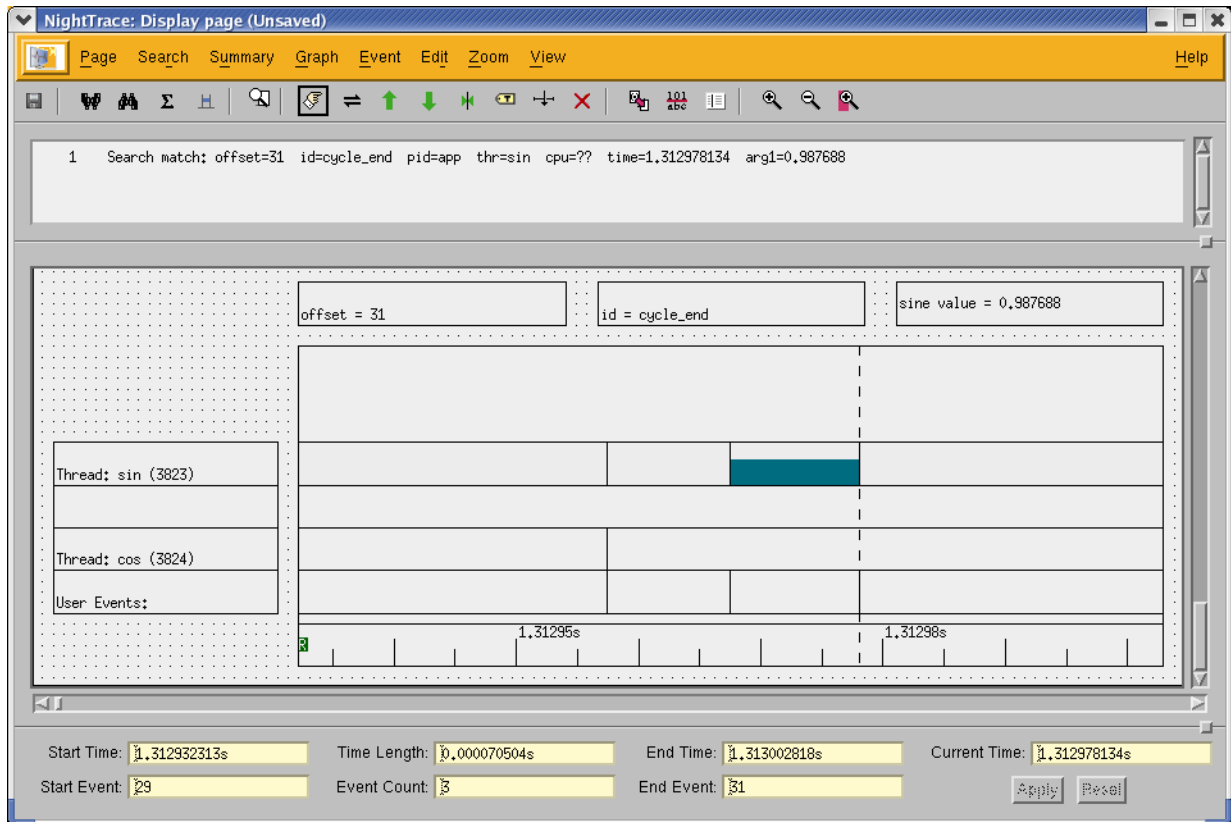 NightTrace: Display page (Unsaved)
Page Search Summary Graph Event Edit Zoom View Help
Σ H T 101 abc
1 Search match: offset=31 id=cycle_end pid=app thr=sin cpu=?? time=1.312978134 arg1=0.987688
offset = 31 id = cycle_end sine value = 0.987688
Thread: sin (3823)
Thread: cos (3824)
User Events:
R 1.31295s 1.31298s
Start Time: 1.312932313s Time Length: 0.000070504s End Time: 1.313002818s Current Time: 1.312978134s
Start Event: 29 Event Count: 3 End Event: 31 Apply Reset